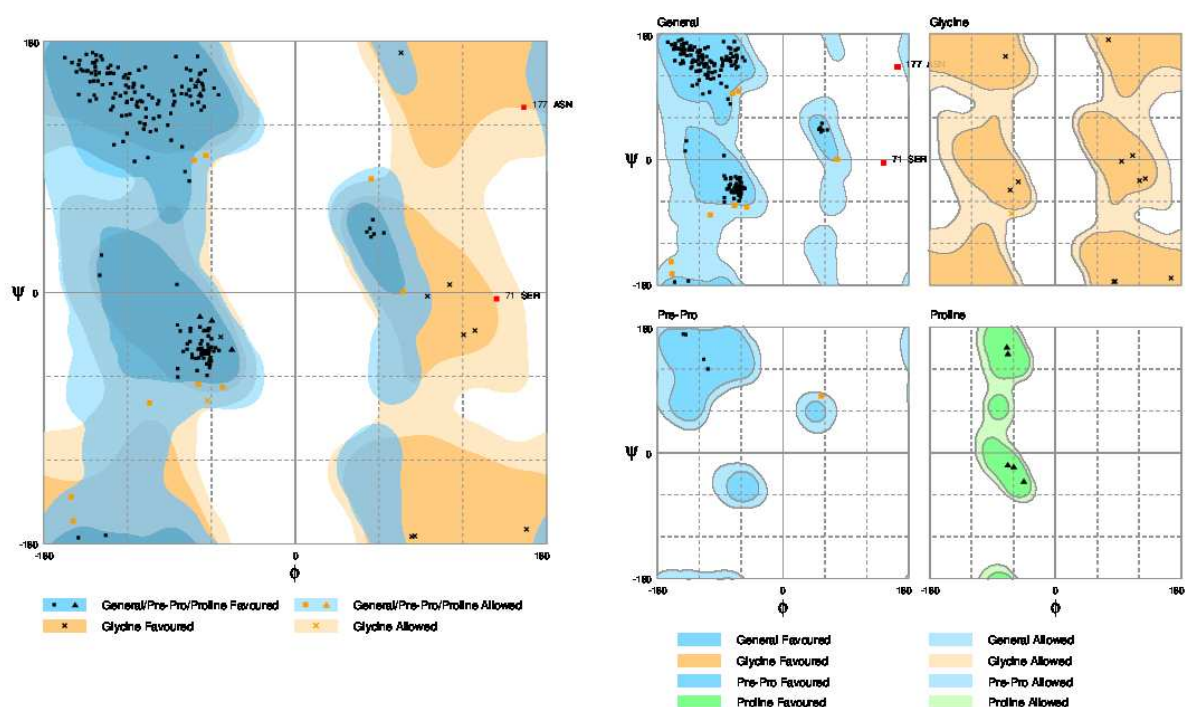 180
177 ASN
Ψ 0
71 SER
-180
-180 0 180
Φ
General/Pre-Pro/Proline Favoured
General/Pre-Pro/Proline Allowed
Glycine Favoured
Glycine Allowed
General
Glycine
180
177 ASN
Ψ 0
71 SER
-180
Pre-Pro
Proline
180
Ψ 0
-180
-180 0 180
-180 0 180
Φ
Φ
General Favoured
General Allowed
Glycine Favoured
Glycine Allowed
Pre-Pro Favoured
Pre-Pro Allowed
Proline Favoured
Proline Allowed